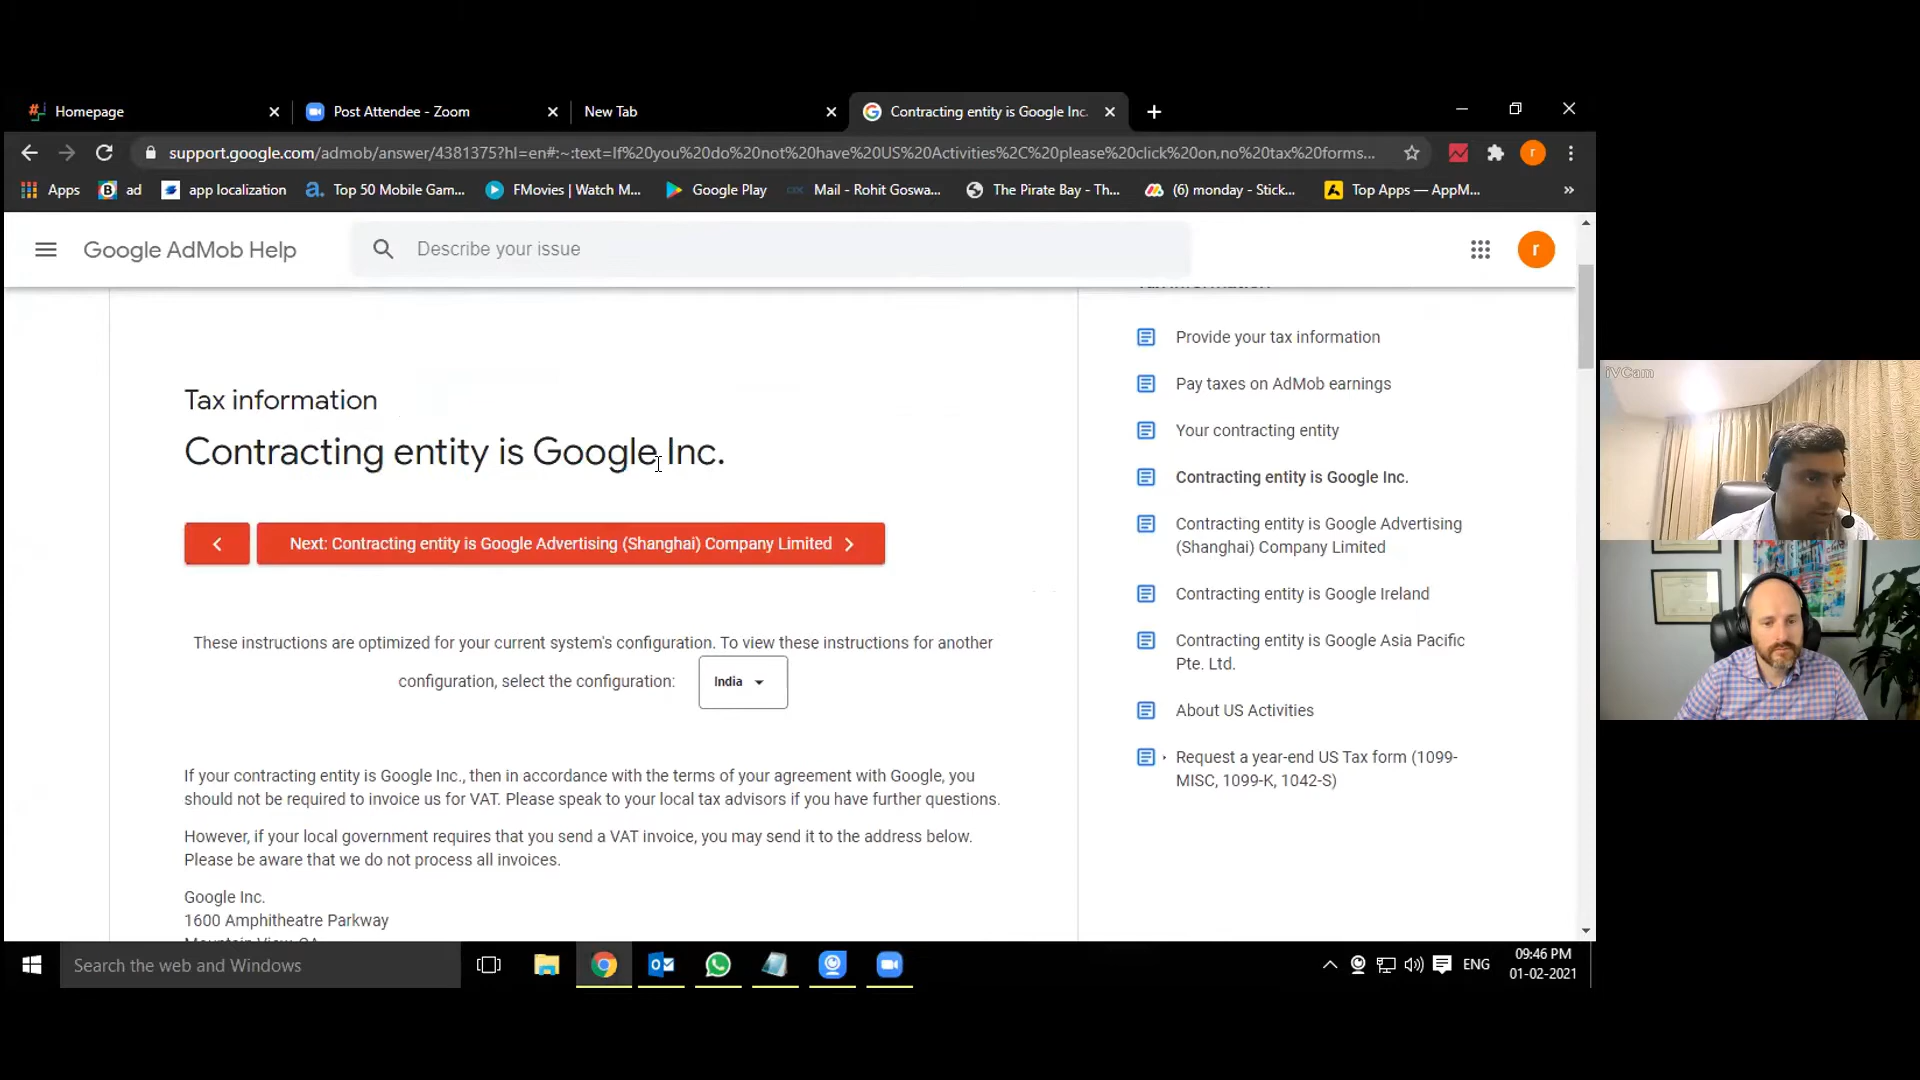 Homepage
Post Attendee - Zoom
New Tab
Contracting entity is Google Inc.
support.google.com/admob/answer/4381375?hl=en#:~:text=If%20you%20do%20not%20have%20US%20Activities%2C%20please%20click%20on,no%20tax%20forms...
Apps
ad
app localization
Top 50 Mobile Gam...
FMovies | Watch M...
Google Play
Mail - Rohit Goswa...
The Pirate Bay - Th...
(6) monday - Stick...
Top Apps — AppM...
Google AdMob Help
Describe your issue
r
Tax information
Contracting entity is Google Inc.
Next: Contracting entity is Google Advertising (Shanghai) Company Limited
These instructions are optimized for your current system's configuration. To view these instructions for another
configuration, select the configuration:
India
If your contracting entity is Google Inc., then in accordance with the terms of your agreement with Google, you
should not be required to invoice us for VAT. Please speak to your local tax advisors if you have further questions.
However, if your local government requires that you send a VAT invoice, you may send it to the address below.
Please be aware that we do not process all invoices.
Google Inc.
1600 Amphitheatre Parkway
Mountain View, CA
Tax information
Provide your tax information
Pay taxes on AdMob earnings
Your contracting entity
Contracting entity is Google Inc.
Contracting entity is Google Advertising
(Shanghai) Company Limited
Contracting entity is Google Ireland
Contracting entity is Google Asia Pacific
Pte. Ltd.
About US Activities
Request a year-end US Tax form (1099-
MISC, 1099-K, 1042-S)
iVCam
Search the web and Windows
ENG
09:46 PM
01-02-2021